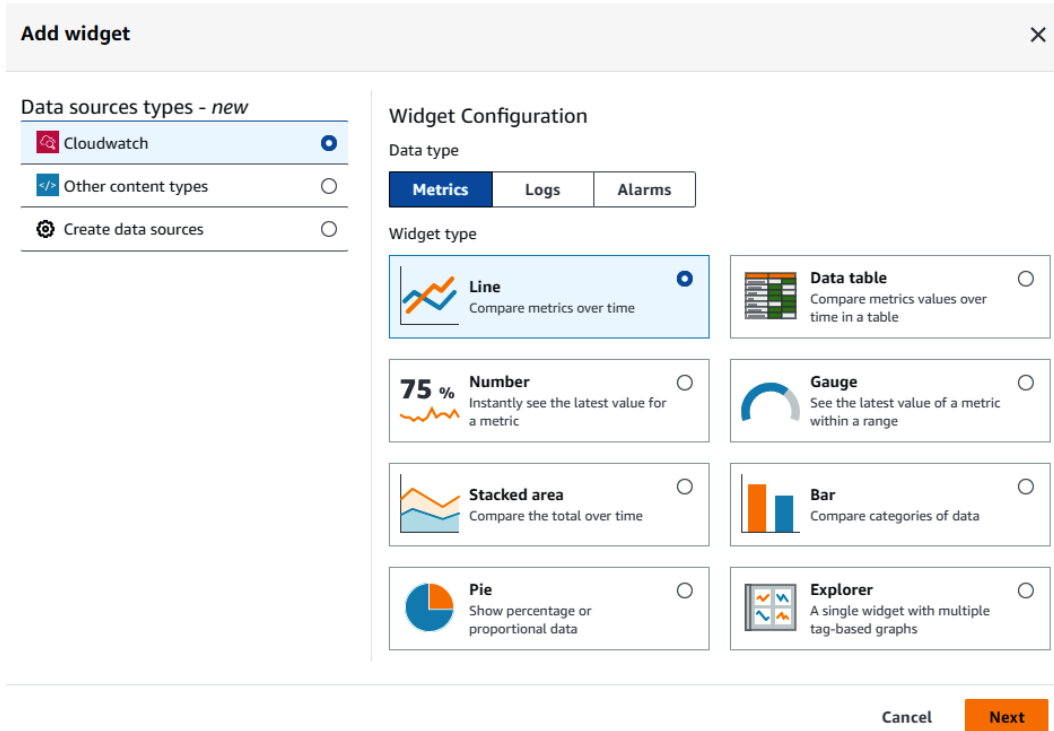 Add widget
Data sources types - new
Cloudwatch
Other content types
Create data sources
Widget Configuration
Data type
Metrics
Logs
Alarms
Widget type
Line
Compare metrics over time
Data table
Compare metrics values over
time in a table
75 %
Number
Instantly see the latest value for
a metric
Gauge
See the latest value of a metric
within a range
Stacked area
Compare the total over time
Bar
Compare categories of data
Pie
Show percentage or
proportional data
Explorer
A single widget with multiple
tag-based graphs
Cancel
Next